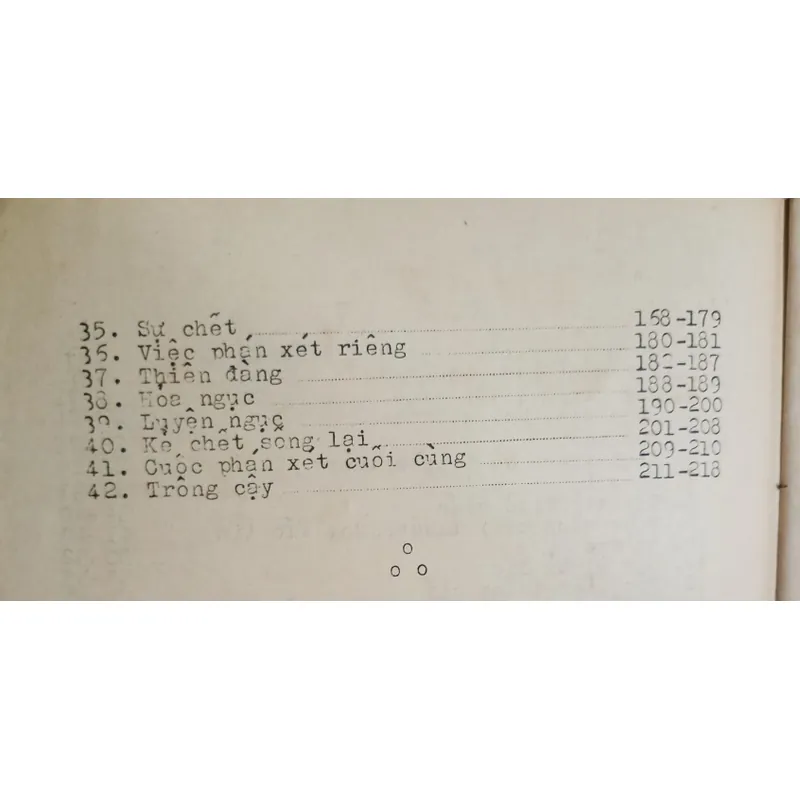 35. Sự chết 168-179
36. Việc phán xét riêng 180-181
37. Thiên đàng 182-187
38. Hỏa ngục 188-189
39. Luyện ngục 190-200
40. Kẻ chết sống lại 201-208
41. Cuộc phán xét cuối cùng 209-210
42. Trông cậy 211-218